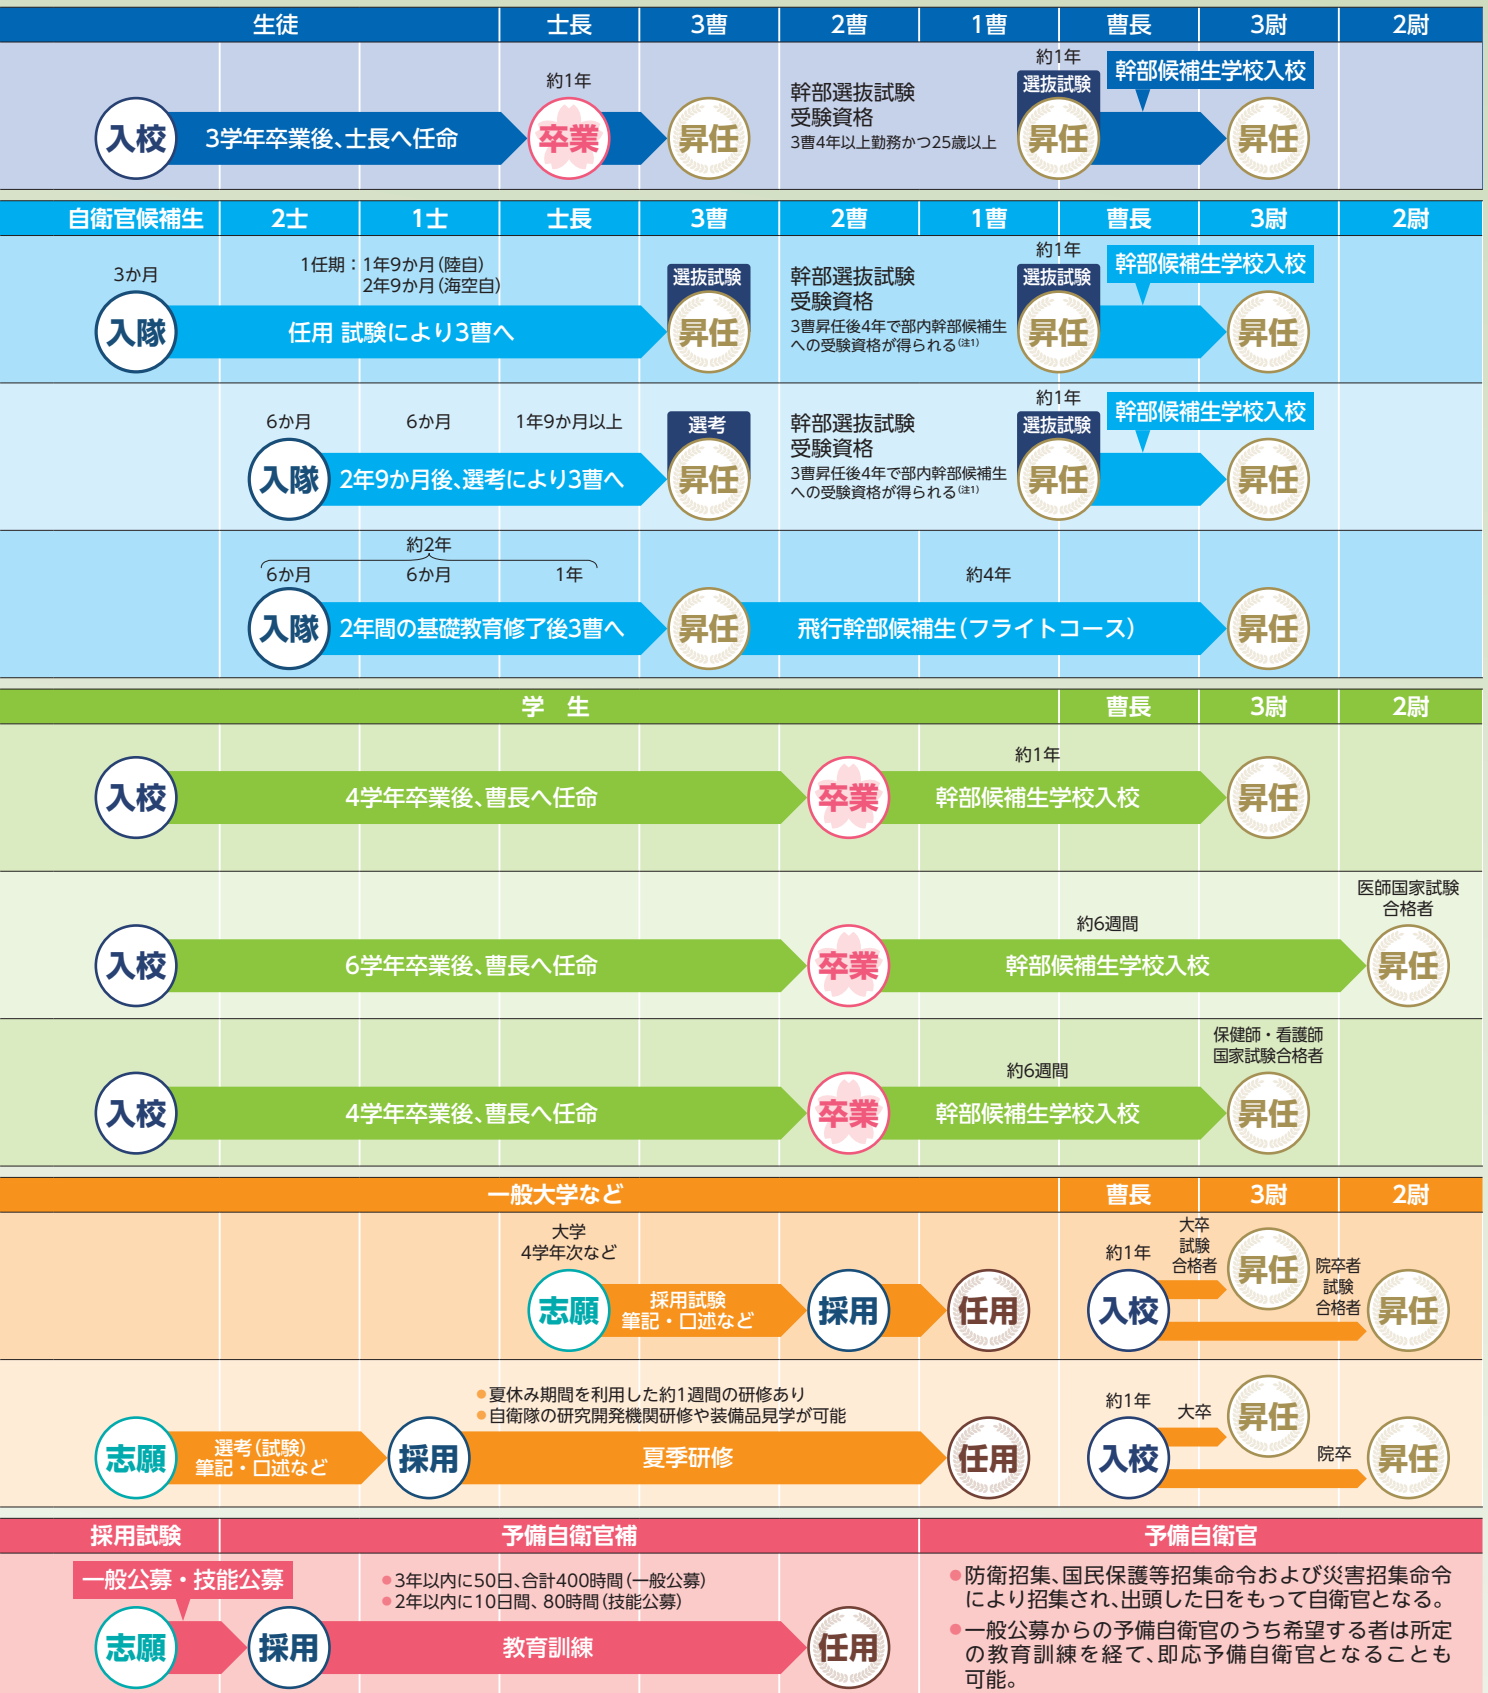 生徒 士長 3曹 2曹 1曹 曹長 3尉 2尉
約1年
約1年
選抜試験
幹部候補生学校入校
入校
3学年卒業後、士長へ任命
卒業
昇任
幹部選抜試験
受験資格
3曹4年以上勤務かつ25歳以上
昇任
昇任
自衛官候補生 2士 1士 士長 3曹 2曹 1曹 曹長 3尉 2尉
3か月
1任期：1年9か月（陸自）
2年9か月（海空自）
入隊
任用 試験により3曹へ
選抜試験
昇任
幹部選抜試験
受験資格
3曹昇任後4年で部内幹部候補生
への受験資格が得られる(注1)
約1年
選抜試験
昇任
幹部候補生学校入校
昇任
6か月 6か月 1年9か月以上
入隊
2年9か月後、選考により3曹へ
選考
昇任
幹部選抜試験
受験資格
3曹昇任後4年で部内幹部候補生
への受験資格が得られる(注1)
約1年
選抜試験
昇任
幹部候補生学校入校
昇任
約2年
6か月 6か月 1年
入隊
2年間の基礎教育修了後3曹へ
昇任
約4年
飛行幹部候補生（フライトコース）
昇任
学 生 曹長 3尉 2尉
入校
4学年卒業後、曹長へ任命
卒業
約1年
幹部候補生学校入校
昇任
入校
6学年卒業後、曹長へ任命
卒業
約6週間
幹部候補生学校入校
医師国家試験
合格者
昇任
入校
4学年卒業後、曹長へ任命
卒業
約6週間
幹部候補生学校入校
保健師・看護師
国家試験合格者
昇任
一般大学など 曹長 3尉 2尉
大学
4学年次など
志願
採用試験
筆記・口述など
採用
任用
約1年
入校
大卒
試験
合格者
昇任
院卒者
試験
合格者
昇任
志願
選考（試験）
筆記・口述など
採用
●夏休み期間を利用した約1週間の研修あり
●自衛隊の研究開発機関研修や装備品見学が可能
夏季研修
任用
約1年
入校
大卒
昇任
院卒
昇任
採用試験 予備自衛官補 予備自衛官
一般公募・技能公募
志願
採用
●3年以内に50日、合計400時間（一般公募）
●2年以内に10日間、80時間（技能公募）
教育訓練
任用
●防衛招集、国民保護等招集命令および災害招集命令
により招集され、出頭した日をもって自衛官となる。
●一般公募からの予備自衛官のうち希望する者は所定
の教育訓練を経て、即応予備自衛官となることも
可能。